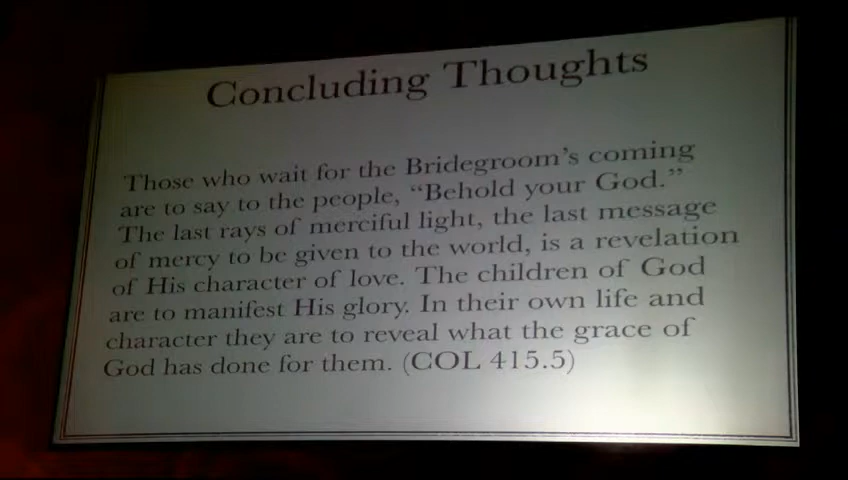 Concluding Thoughts
Those who wait for the Bridegroom’s coming
are to say to the people, “Behold your God.”
The last rays of merciful light, the last message
of mercy to be given to the world, is a revelation
of His character of love. The children of God
are to manifest His glory. In their own life and
character they are to reveal what the grace of
God has done for them. (COL 415.5)